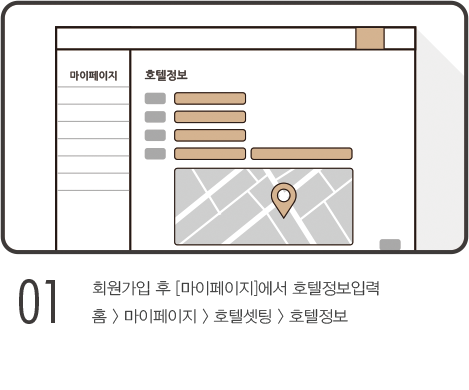 마이페이지
호텔정보
01
회원가입 후 [마이페이지]에서 호텔정보입력
홈 > 마이페이지 > 호텔셋팅 > 호텔정보